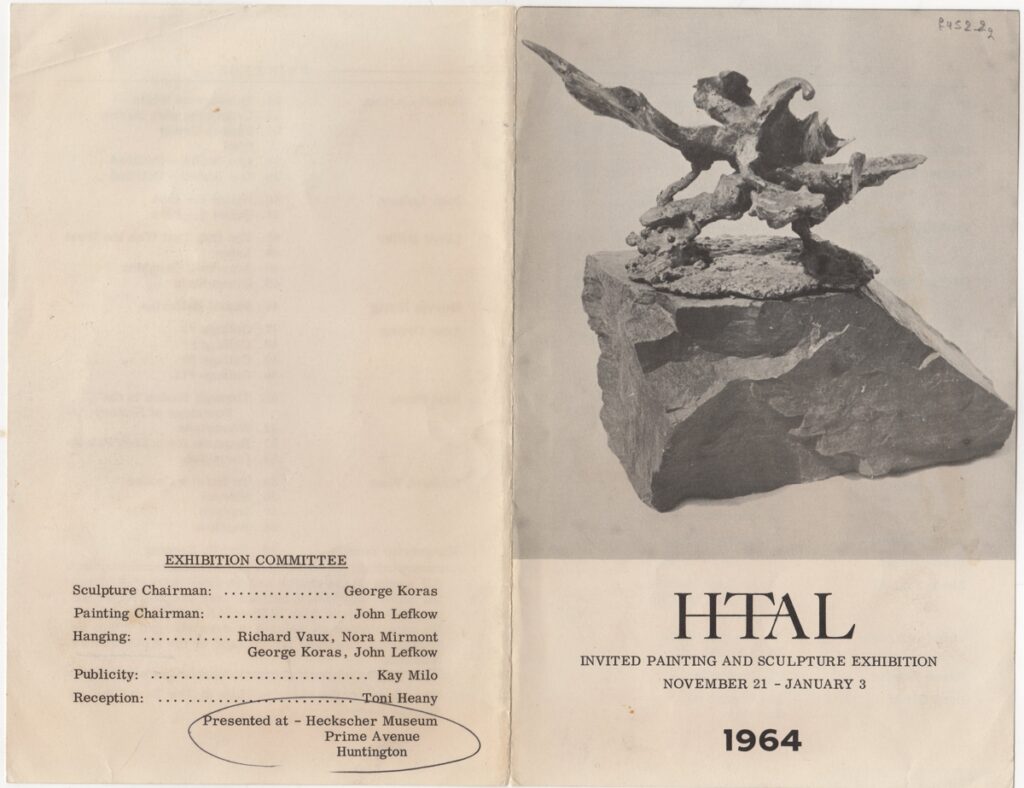 EXHIBITION COMMITTEE
Sculpture Chairman: ............... George Koras
Painting Chairman: ................ John Lefkow
Hanging: ............ Richard Vaux, Nora Mirmont
George Koras, John Lefkow
Publicity: ............................ Kay Milo
Reception: .......................... Toni Heany
Presented at - Heckscher Museum
Prime Avenue
Huntington
HTAL
INVITED PAINTING AND SCULPTURE EXHIBITION
NOVEMBER 21 - JANUARY 3
1964